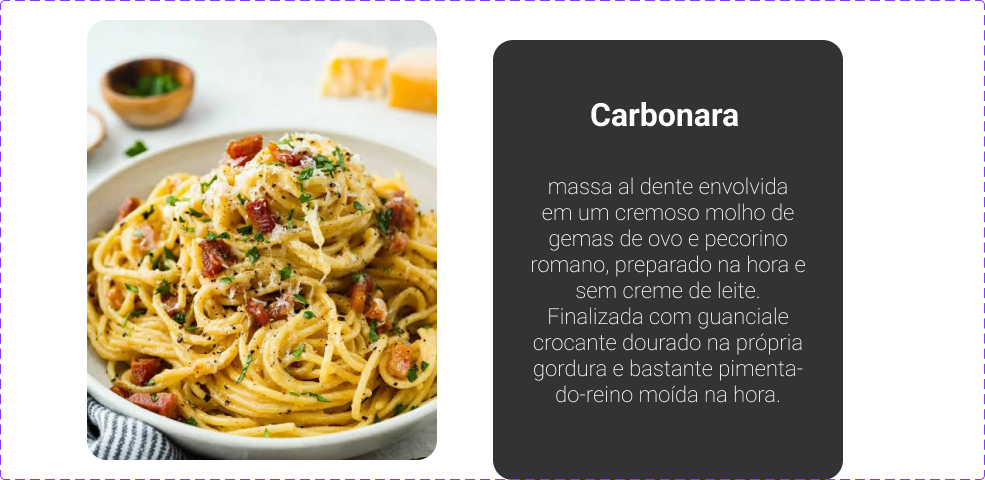 Carbonara
massa al dente envolvida
em um cremoso molho de
gemas de ovo e pecorino
romano, preparado na hora e
sem creme de leite.
Finalizada com guanciale
crocante dourado na própria
gordura e bastante pimenta-
do-reino moída na hora.